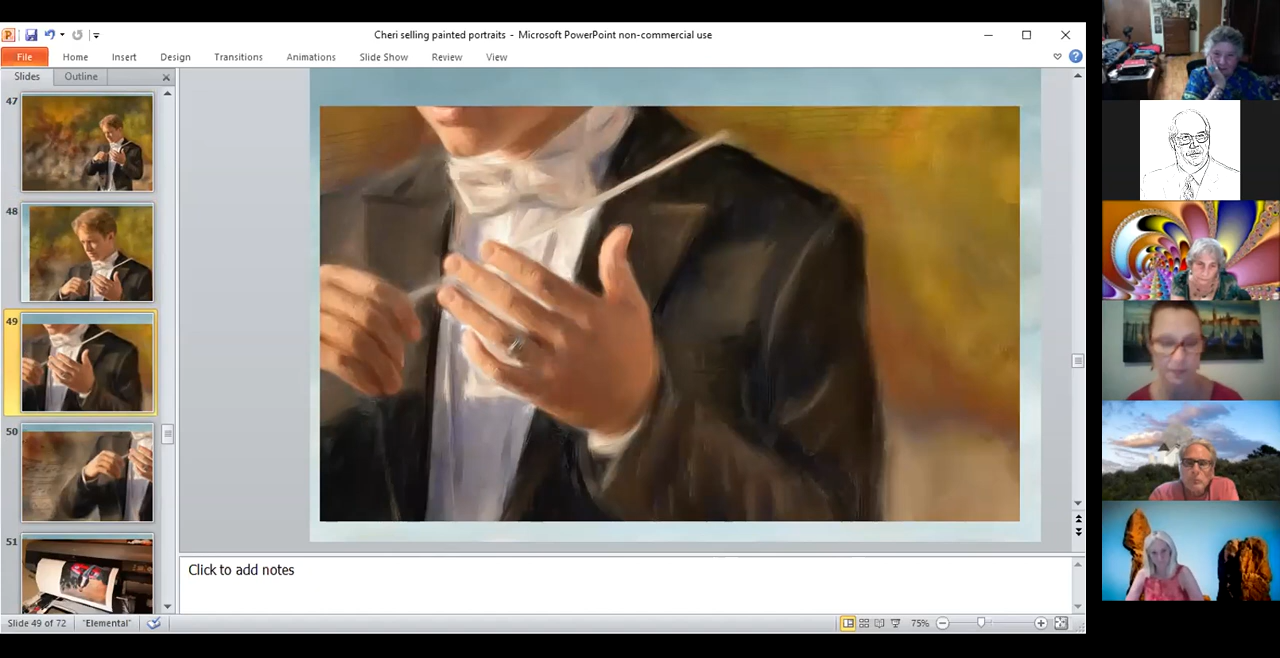 Cheri selling painted portraits - Microsoft PowerPoint non-commercial use
File Home Insert Design Transitions Animations Slide Show Review View
Slides Outline
47
48
49
50
51
Click to add notes
Slide 49 of 72 "Elemental" 75%